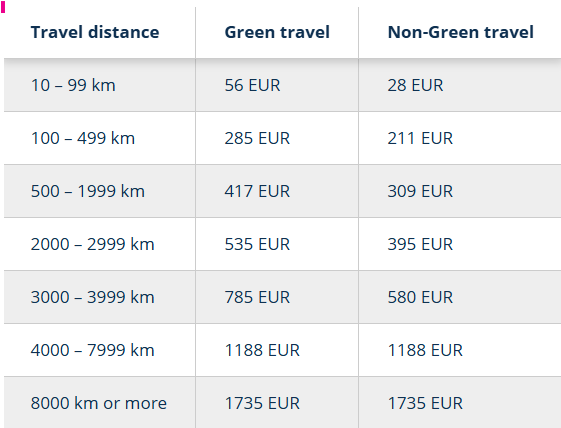 Travel distance Green travel Non-Green travel
10 – 99 km 56 EUR 28 EUR
100 – 499 km 285 EUR 211 EUR
500 – 1999 km 417 EUR 309 EUR
2000 – 2999 km 535 EUR 395 EUR
3000 – 3999 km 785 EUR 580 EUR
4000 – 7999 km 1188 EUR 1188 EUR
8000 km or more 1735 EUR 1735 EUR